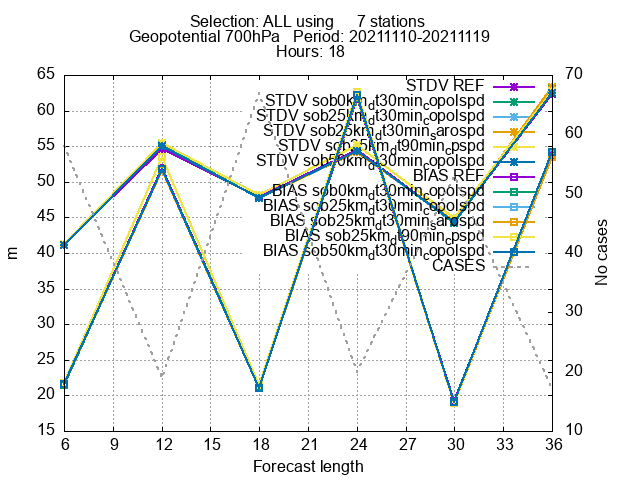 Selection: ALL using 7 stations
Geopotential 700hPa Period: 20211110-20211119
Hours: 18
65
60
55
50
45
40
35
30
25
20
15
70
60
50
40
30
20
10
m
No cases
STDV REF
STDV sob0km_dt30min_copolspd
STDV sob25km_dt30min_copolspd
STDV sob25km_dt30min_sarospd
STDV sob25km_dt90min_cpspd
STDV sob50km_dt30min_copolspd
BIAS REF
BIAS sob0km_dt30min_copolspd
BIAS sob25km_dt30min_copolspd
BIAS sob25km_dt30min_sarospd
BIAS sob25km_dt90min_cpspd
BIAS sob50km_dt30min_copolspd
CASES
6 9 12 15 18 21 24 27 30 33 36
Forecast length